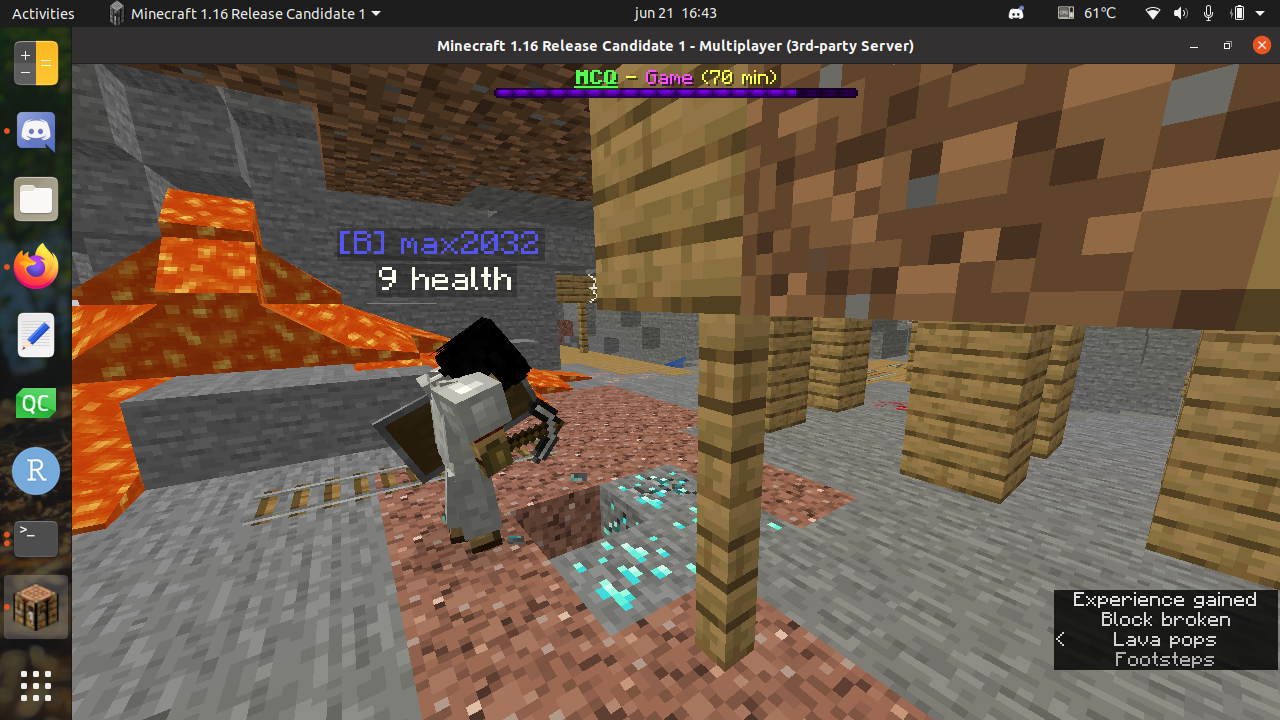 Activities
Minecraft 1.16 Release Candidate 1
jun 21 16:43
61°C
Minecraft 1.16 Release Candidate 1 - Multiplayer (3rd-party Server)
MCQ - Game (70 min)
[B] max2032
9 health
QC
R
>_
Experience gained
Block broken
< Lava pops
Footsteps